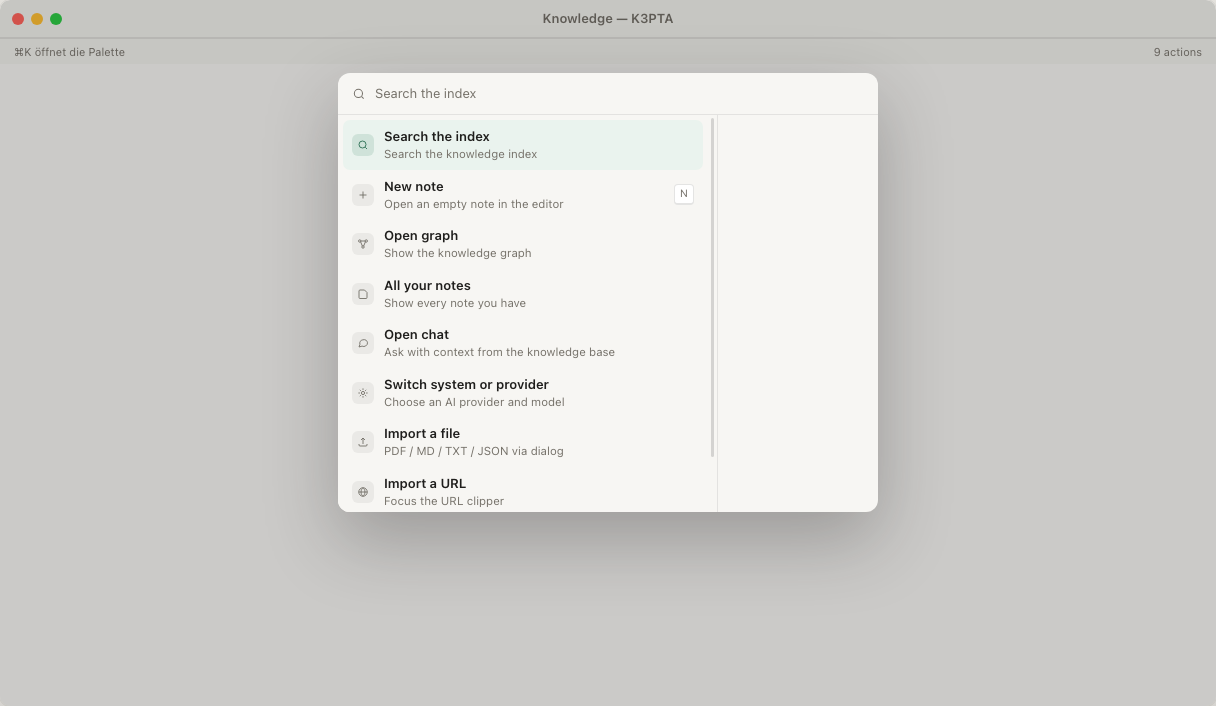 Knowledge — K3PTA
⌘K öffnet die Palette
9 actions
Search the index
Search the index
Search the knowledge index
New note
Open an empty note in the editor
N
Open graph
Show the knowledge graph
All your notes
Show every note you have
Open chat
Ask with context from the knowledge base
Switch system or provider
Choose an AI provider and model
Import a file
PDF / MD / TXT / JSON via dialog
Import a URL
Focus the URL clipper